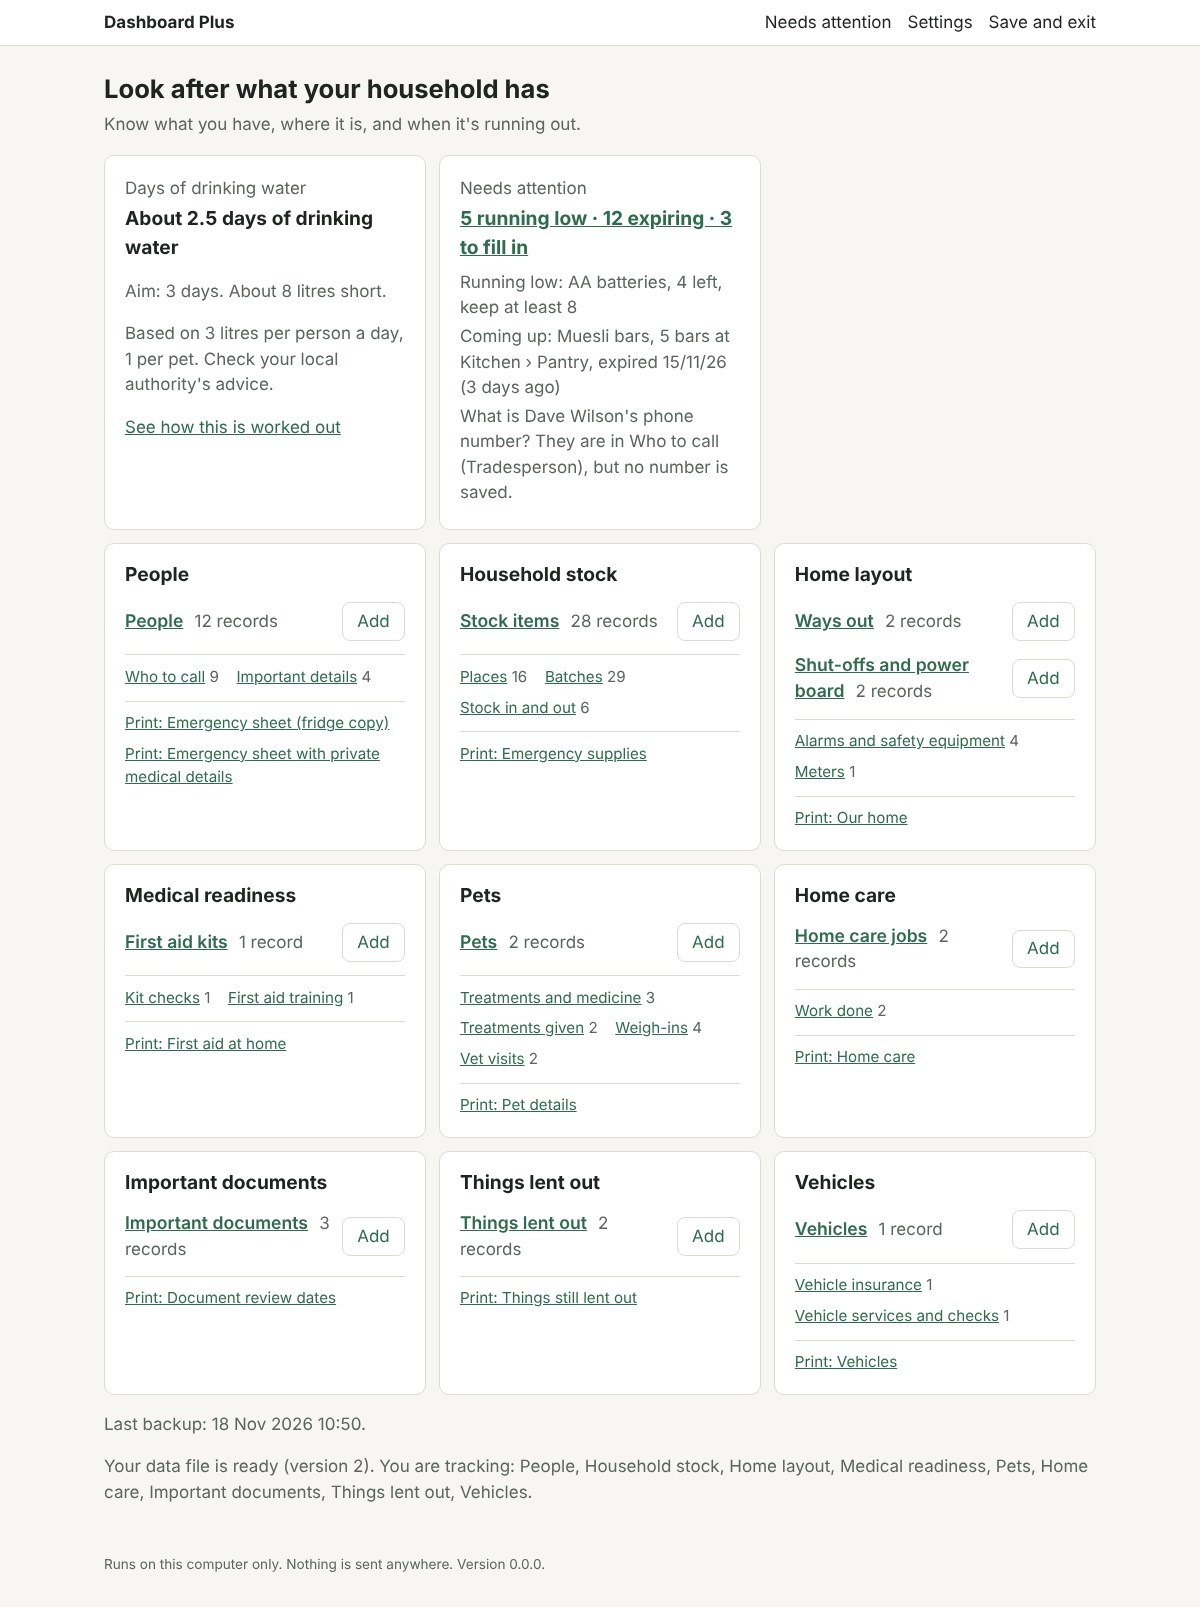 Dashboard Plus
Needs attention Settings Save and exit
Look after what your household has
Know what you have, where it is, and when it's running out.
Days of drinking water
About 2.5 days of drinking
water
Aim: 3 days. About 8 litres short.
Based on 3 litres per person a day,
1 per pet. Check your local
authority's advice.
See how this is worked out
Needs attention
5 running low · 12 expiring · 3
to fill in
Running low: AA batteries, 4 left,
keep at least 8
Coming up: Muesli bars, 5 bars at
Kitchen › Pantry, expired 15/11/26
(3 days ago)
What is Dave Wilson's phone
number? They are in Who to call
(Tradesperson), but no number is
saved.
People
People 12 records Add
Who to call 9 Important details 4
Print: Emergency sheet (fridge copy)
Print: Emergency sheet with private
medical details
Household stock
Stock items 28 records Add
Places 16 Batches 29
Stock in and out 6
Print: Emergency supplies
Home layout
Ways out 2 records Add
Shut-offs and power
board 2 records Add
Alarms and safety equipment 4
Meters 1
Print: Our home
Medical readiness
First aid kits 1 record Add
Kit checks 1 First aid training 1
Print: First aid at home
Pets
Pets 2 records Add
Treatments and medicine 3
Treatments given 2 Weigh-ins 4
Vet visits 2
Print: Pet details
Home care
Home care jobs 2
records Add
Work done 2
Print: Home care
Important documents
Important documents 3
records Add
Print: Document review dates
Things lent out
Things lent out 2
records Add
Print: Things still lent out
Vehicles
Vehicles 1 record Add
Vehicle insurance 1
Vehicle services and checks 1
Print: Vehicles
Last backup: 18 Nov 2026 10:50.
Your data file is ready (version 2). You are tracking: People, Household stock, Home layout, Medical readiness, Pets, Home
care, Important documents, Things lent out, Vehicles.
Runs on this computer only. Nothing is sent anywhere. Version 0.0.0.